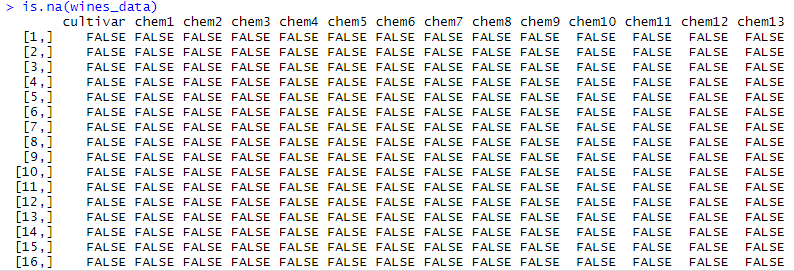 > is.na(wines_data)
cultivar chem1 chem2 chem3 chem4 chem5 chem6 chem7 chem8 chem9 chem10 chem11 chem12 chem13
[1,] FALSE FALSE FALSE FALSE FALSE FALSE FALSE FALSE FALSE FALSE FALSE FALSE FALSE FALSE
[2,] FALSE FALSE FALSE FALSE FALSE FALSE FALSE FALSE FALSE FALSE FALSE FALSE FALSE FALSE
[3,] FALSE FALSE FALSE FALSE FALSE FALSE FALSE FALSE FALSE FALSE FALSE FALSE FALSE FALSE
[4,] FALSE FALSE FALSE FALSE FALSE FALSE FALSE FALSE FALSE FALSE FALSE FALSE FALSE FALSE
[5,] FALSE FALSE FALSE FALSE FALSE FALSE FALSE FALSE FALSE FALSE FALSE FALSE FALSE FALSE
[6,] FALSE FALSE FALSE FALSE FALSE FALSE FALSE FALSE FALSE FALSE FALSE FALSE FALSE FALSE
[7,] FALSE FALSE FALSE FALSE FALSE FALSE FALSE FALSE FALSE FALSE FALSE FALSE FALSE FALSE
[8,] FALSE FALSE FALSE FALSE FALSE FALSE FALSE FALSE FALSE FALSE FALSE FALSE FALSE FALSE
[9,] FALSE FALSE FALSE FALSE FALSE FALSE FALSE FALSE FALSE FALSE FALSE FALSE FALSE FALSE
[10,] FALSE FALSE FALSE FALSE FALSE FALSE FALSE FALSE FALSE FALSE FALSE FALSE FALSE FALSE
[11,] FALSE FALSE FALSE FALSE FALSE FALSE FALSE FALSE FALSE FALSE FALSE FALSE FALSE FALSE
[12,] FALSE FALSE FALSE FALSE FALSE FALSE FALSE FALSE FALSE FALSE FALSE FALSE FALSE FALSE
[13,] FALSE FALSE FALSE FALSE FALSE FALSE FALSE FALSE FALSE FALSE FALSE FALSE FALSE FALSE
[14,] FALSE FALSE FALSE FALSE FALSE FALSE FALSE FALSE FALSE FALSE FALSE FALSE FALSE FALSE
[15,] FALSE FALSE FALSE FALSE FALSE FALSE FALSE FALSE FALSE FALSE FALSE FALSE FALSE FALSE
[16,] FALSE FALSE FALSE FALSE FALSE FALSE FALSE FALSE FALSE FALSE FALSE FALSE FALSE FALSE